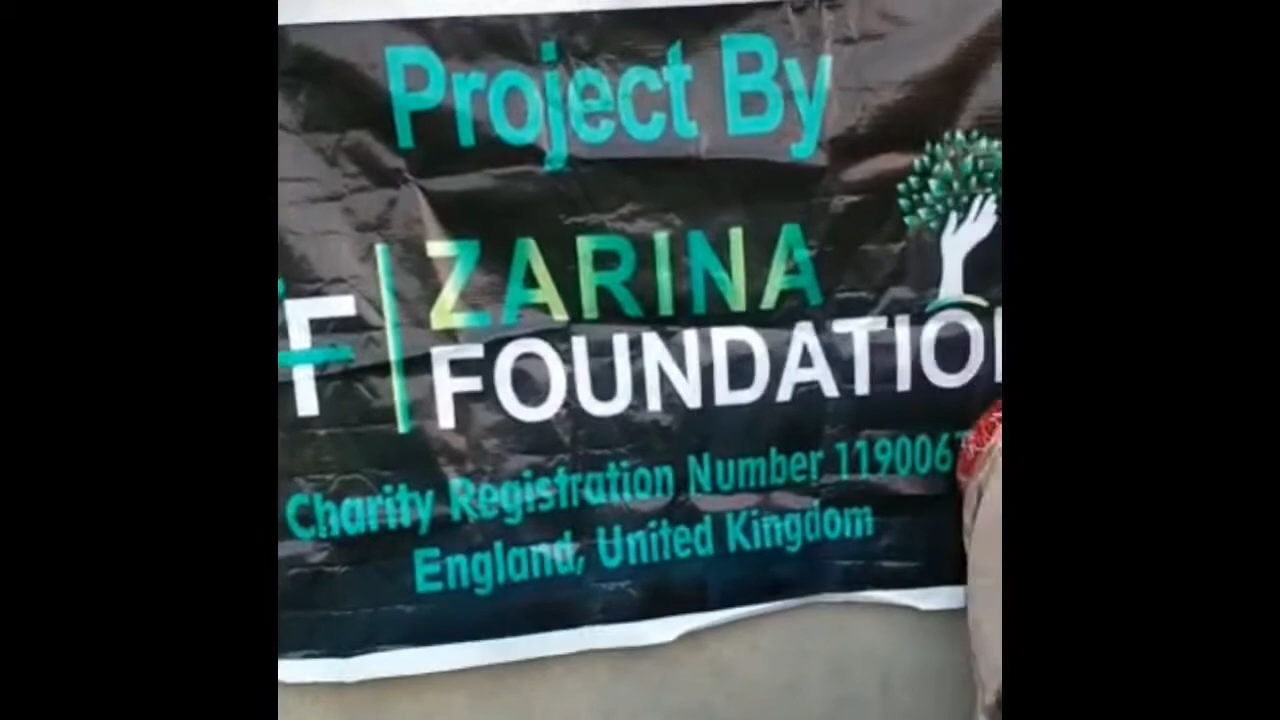 Project By
F
ZARINA
FOUNDATIO
Charity Registration Number 119006
England, United Kingdom